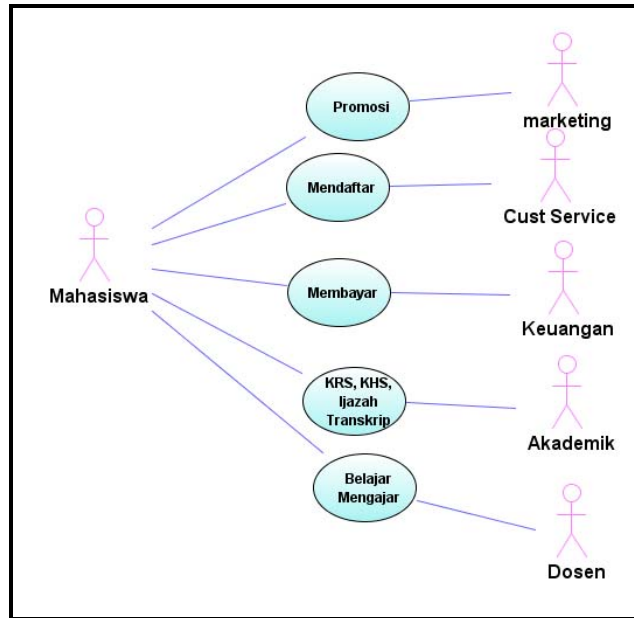 Promosi
marketing
Mendaftar
Cust Service
Mahasiswa
Membayar
Keuangan
KRS, KHS,
Ijazah
Transkrip
Akademik
Belajar
Mengajar
Dosen